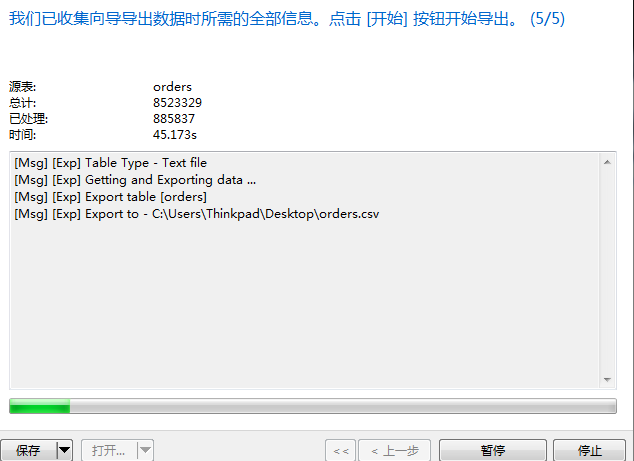 我们已收集向导导出数据时所需的全部信息。点击 [开始] 按钮开始导出。 (5/5)
源表: orders
总计: 8523329
已处理: 885837
时间: 45.173s
[Msg] [Exp] Table Type - Text file
[Msg] [Exp] Getting and Exporting data ...
[Msg] [Exp] Export table [orders]
[Msg] [Exp] Export to - C:\Users\Thinkpad\Desktop\orders.csv
保存 打开... << < 上一步 暂停 停止